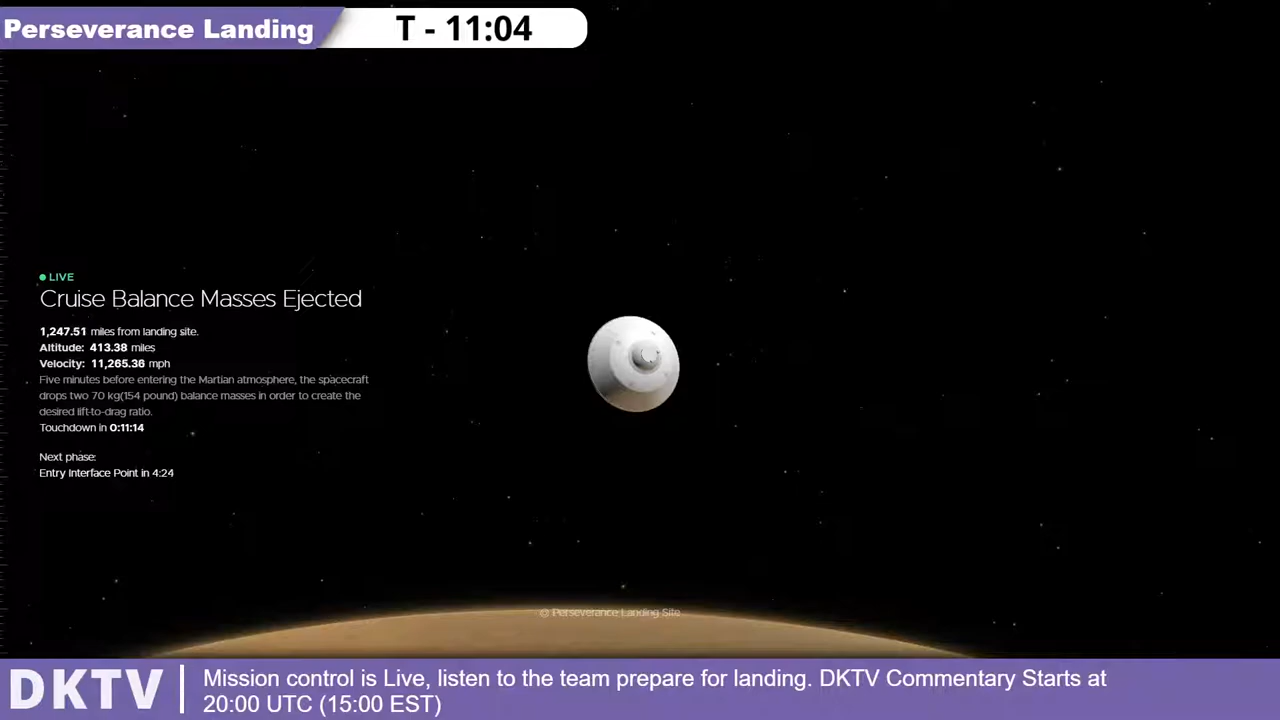 Perseverance Landing
T - 11:04
LIVE
Cruise Balance Masses Ejected
1,247.51 miles from landing site.
Altitude: 413.38 miles
Velocity: 11,265.36 mph
Five minutes before entering the Martian atmosphere, the spacecraft
drops two 70 kg(154 pound) balance masses in order to create the
desired lift-to-drag ratio.
Touchdown in 0:11:14
Next phase:
Entry Interface Point in 4:24
Perseverance Landing Site
DKTV
Mission control is Live, listen to the team prepare for landing. DKTV Commentary Starts at
20:00 UTC (15:00 EST)